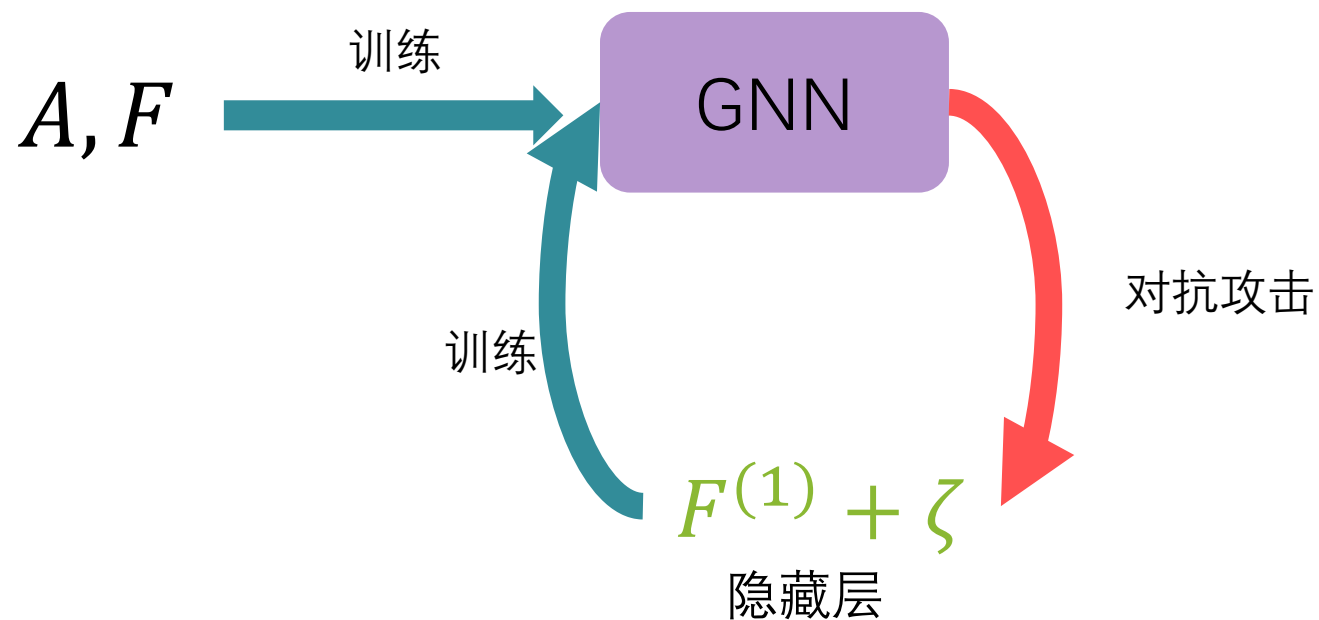 训练
A, F
GNN
对抗攻击
训练
F^(1) + ζ
隐藏层